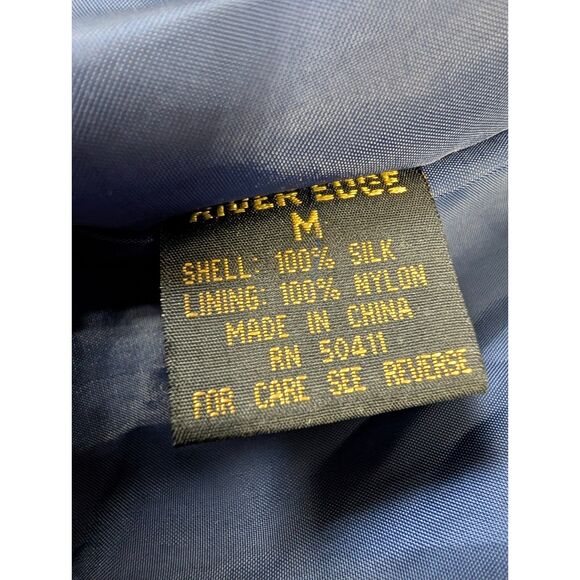 RIVER EDGE
M
SHELL: 100% SILK
LINING: 100% NYLON
MADE IN CHINA
RN 50411
FOR CARE SEE REVERSE